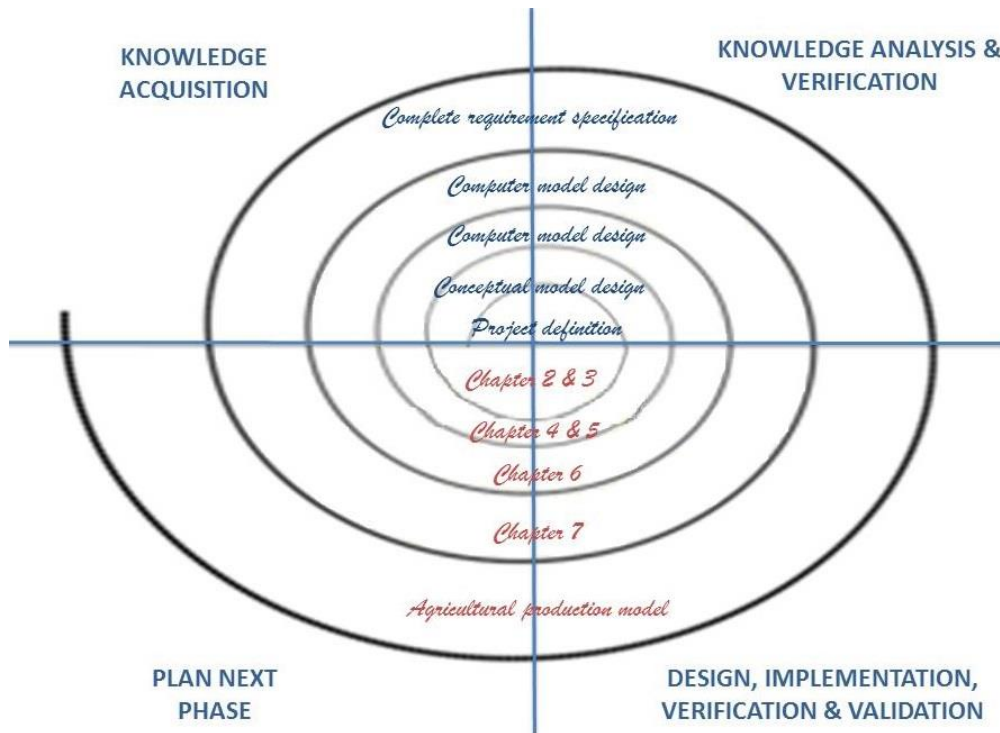 KNOWLEDGE
ACQUISITION
KNOWLEDGE ANALYSIS &
VERIFICATION
Complete requirement specification
Computer model design
Computer model design
Conceptual model design
Project definition
Chapter 2 & 3
Chapter 4 & 5
Chapter 6
Chapter 7
Agricultural production model
PLAN NEXT
PHASE
DESIGN, IMPLEMENTATION,
VERIFICATION & VALIDATION